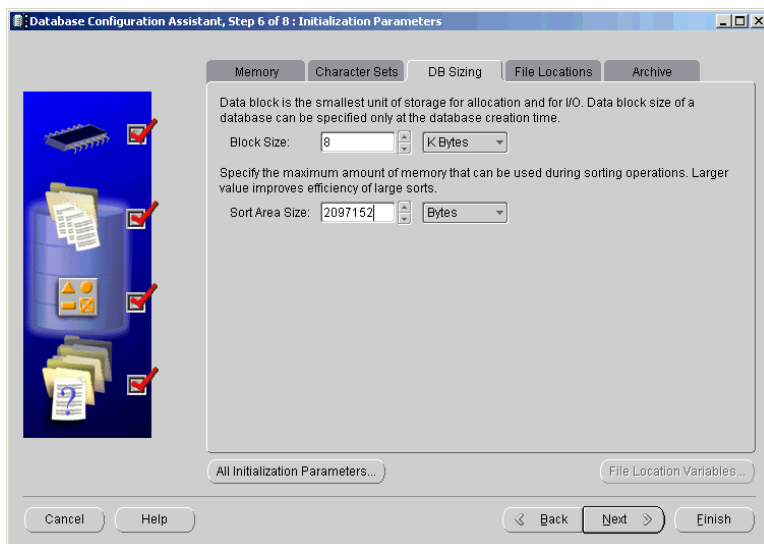 Database Configuration Assistant, Step 6 of 8 : Initialization Parameters
Memory Character Sets DB Sizing File Locations Archive
Data block is the smallest unit of storage for allocation and for I/O. Data block size of a
database can be specified only at the database creation time.
Block Size: 8 K Bytes
Specify the maximum amount of memory that can be used during sorting operations. Larger
value improves efficiency of large sorts.
Sort Area Size: 2097152 Bytes
?
All Initialization Parameters... File Location Variables...
Cancel Help Back Next Finish